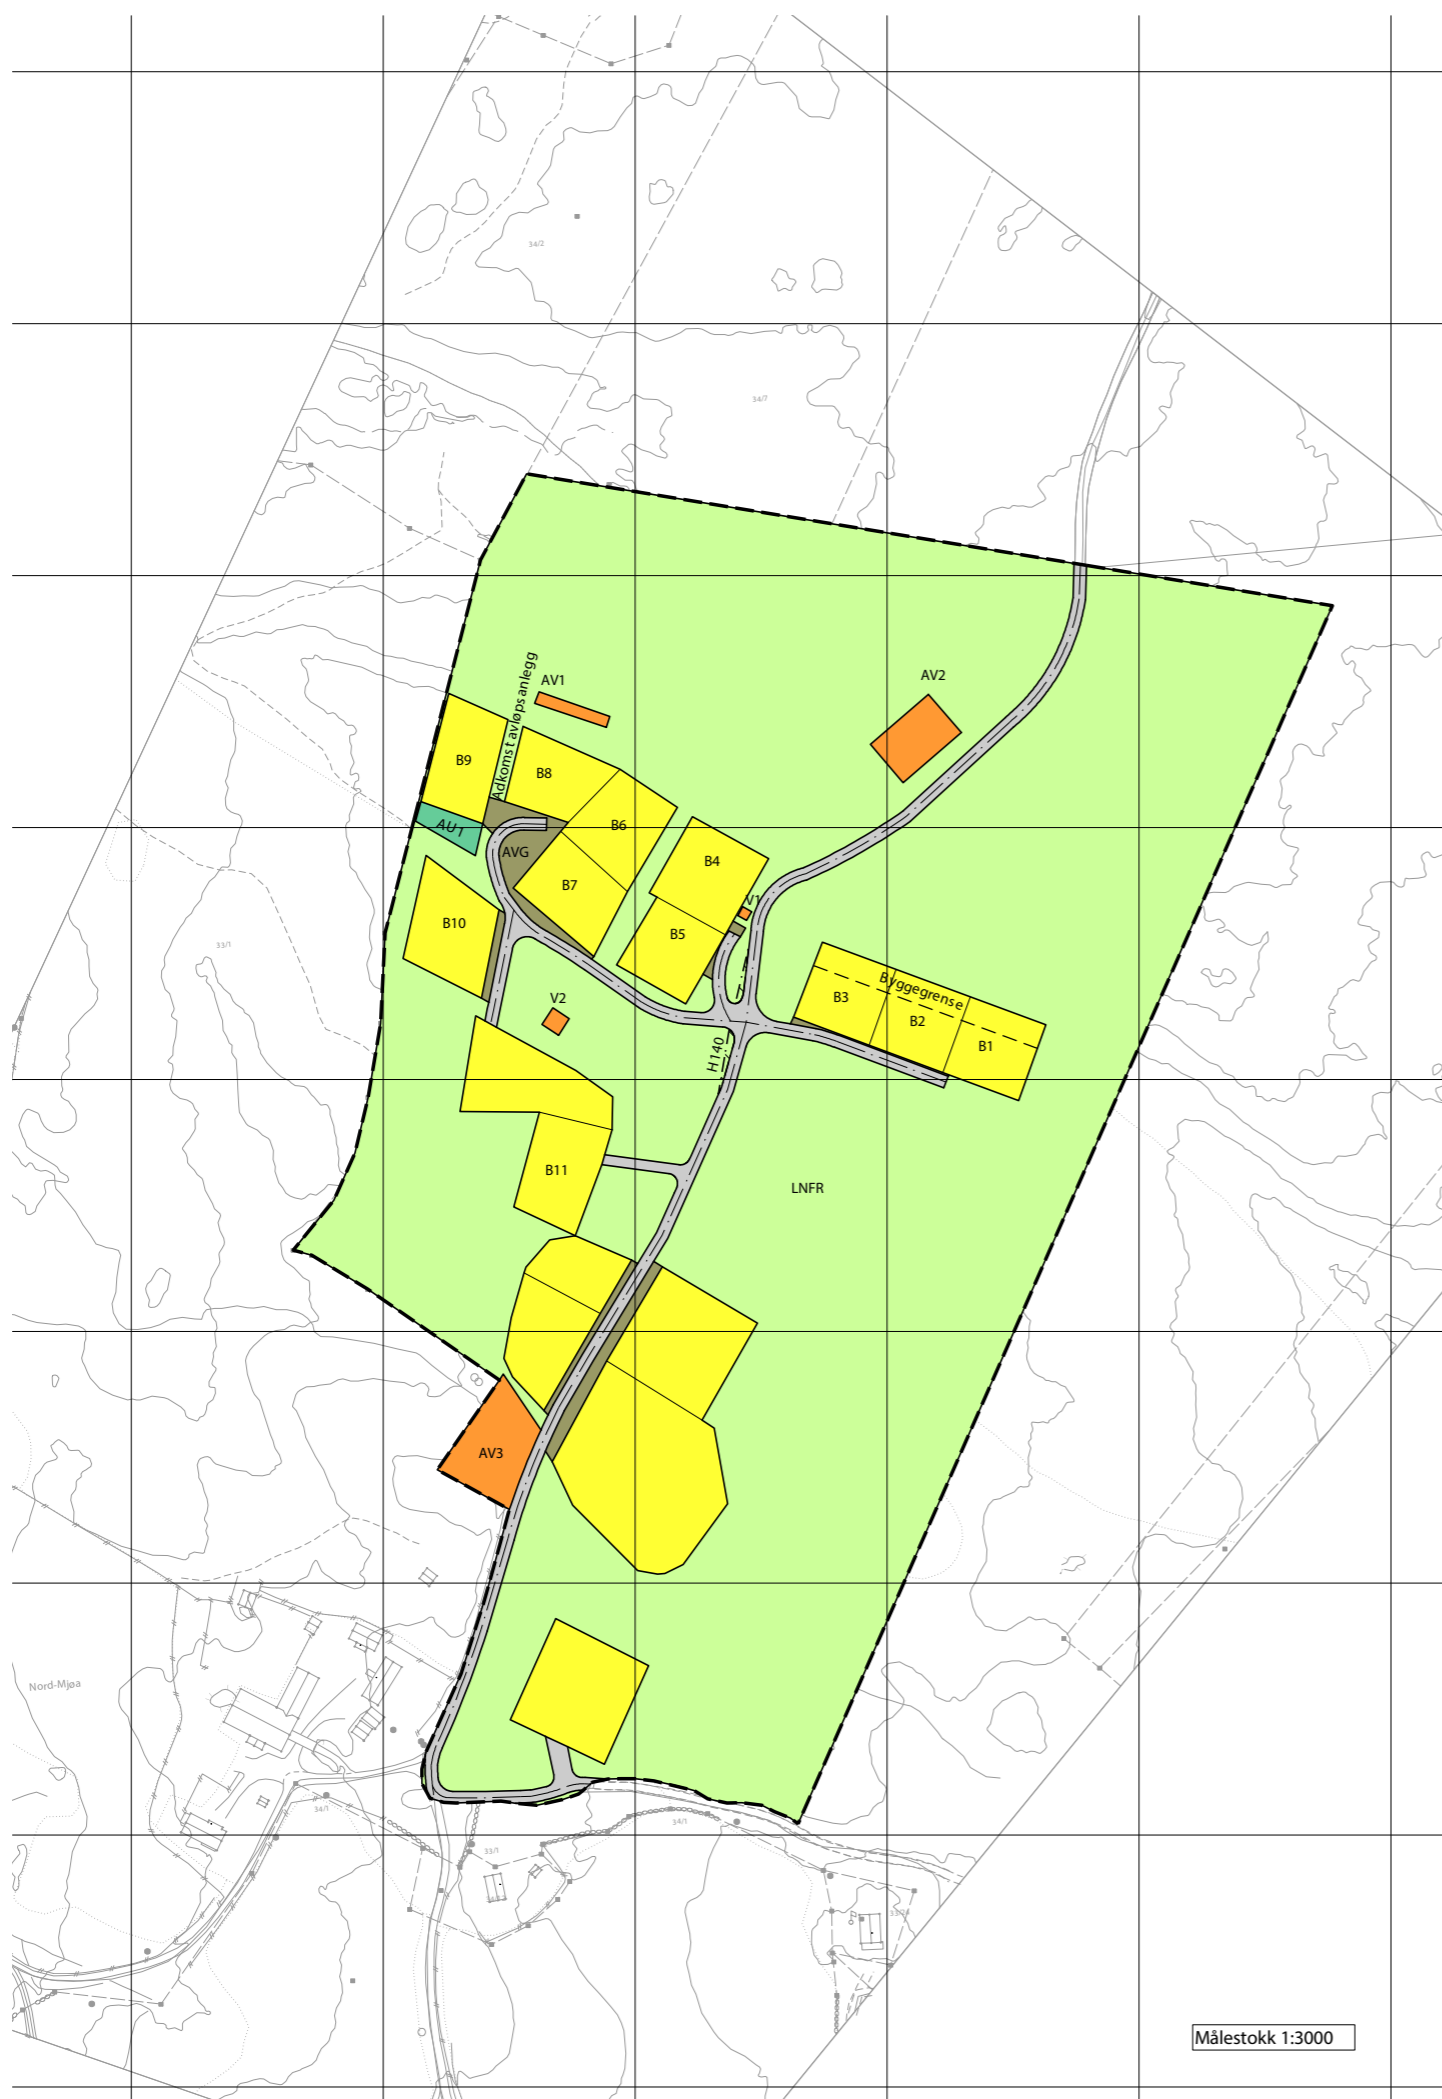 34/2
34/7
Adkomst avløpsanlegg
AV1
AV2
B9
B8
AU1
B6
AVG
B4
B7
V1
B10
B5
33/1
Byggegrense
B3
V2
B2
H140
B1
B11
LNFR
AV3
Nord-Mjøa
34/1
34/1
33/1
Målestokk 1:3000